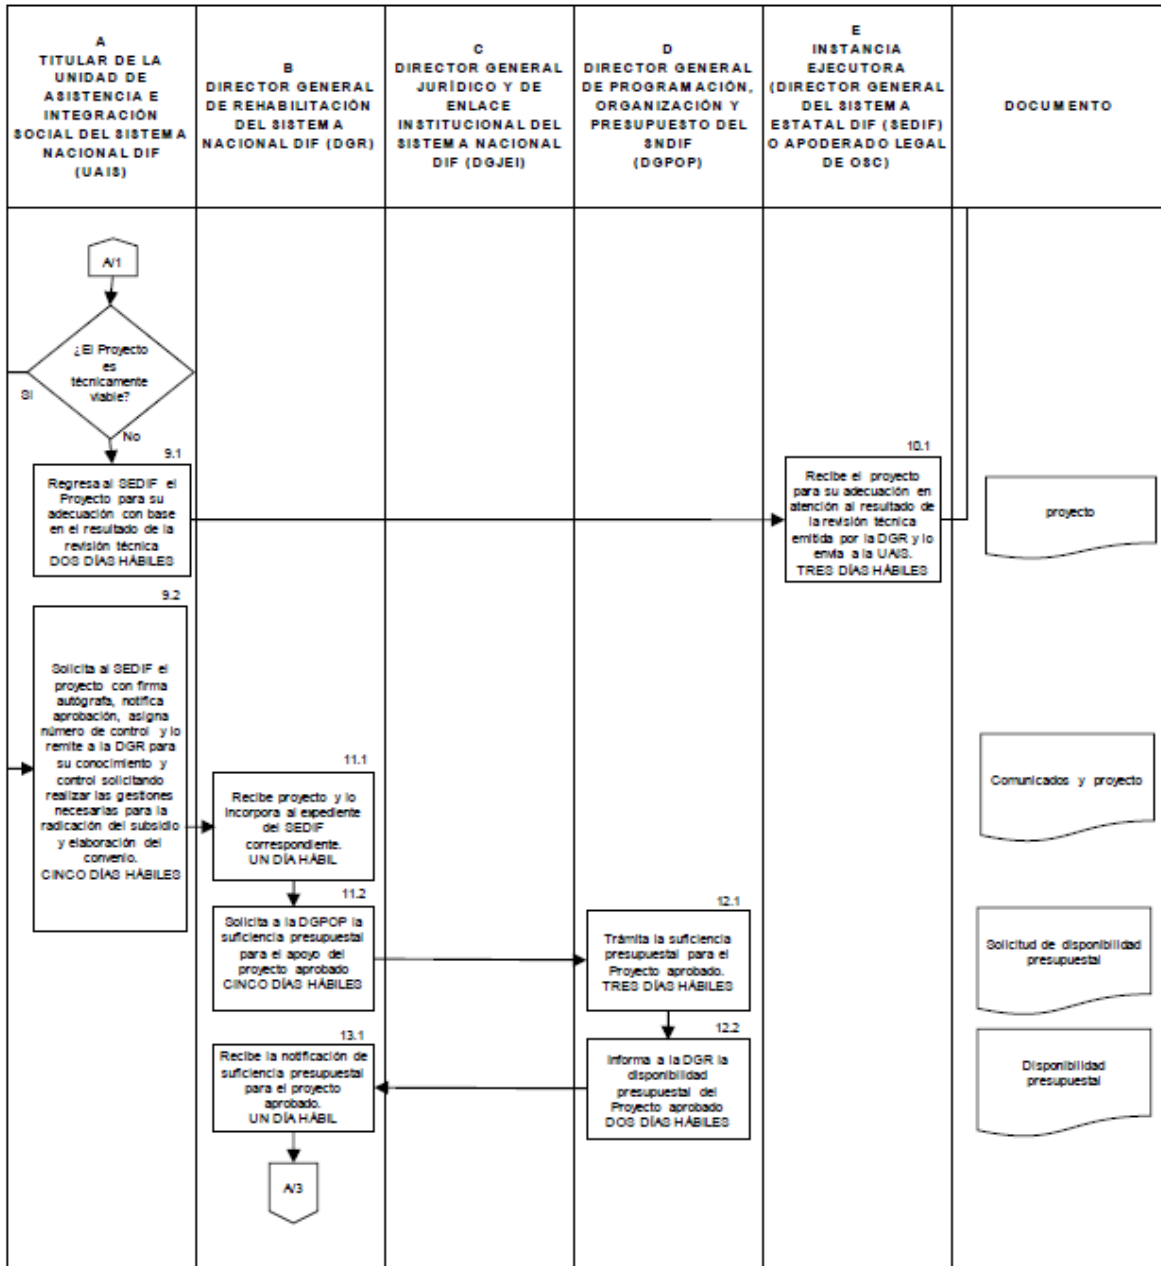 A
TITULAR DE LA
UNIDAD DE
ASISTENCIA E
INTEGRACIÓN
SOCIAL DEL SISTEMA
NACIONAL DIF
(UAIS)
B
DIRECTOR GENERAL
DE REHABILITACIÓN
DEL SISTEMA
NACIONAL DIF (DGR)
C
DIRECTOR GENERAL
JURÍDICO Y DE
ENLACE
INSTITUCIONAL DEL
SISTEMA NACIONAL
DIF (DGJEI)
D
DIRECTOR GENERAL
DE PROGRAMACIÓN,
ORGANIZACIÓN Y
PRESUPUESTO DEL
SNDIF
(DGPOP)
E
INSTANCIA
EJECUTORA
(DIRECTOR GENERAL
DEL SISTEMA
ESTATAL DIF (SEDIF)
O APODERADO LEGAL
DE OSC)
DOCUMENTO
A/1
¿El Proyecto
es
técnicamente
viable?
SI
No
9.1
Regresa al SEDIF el
Proyecto para su
adecuación con base
en el resultado de la
revisión técnica
DOS DÍAS HÁBILES
10.1
Recibe el proyecto
para su adecuación en
atención al resultado de
la revisión técnica
emitida por la DGR y lo
envía a la UAIS.
TRES DÍAS HÁBILES
proyecto
9.2
Solicita al SEDIF el
proyecto con firma
autógrafa, notifica
aprobación, asigna
número de control y lo
remite a la DGR para
su conocimiento y
control solicitando
realizar las gestiones
necesarias para la
radicación del subsidio
y elaboración del
convenio.
CINCO DÍAS HÁBILES
11.1
Recibe proyecto y lo
incorpora al expediente
del SEDIF
correspondiente.
UN DÍA HÁBIL
Comunicados y proyecto
11.2
Solicita a la DGPOP la
suficiencia presupuestal
para el apoyo del
proyecto aprobado
CINCO DÍAS HÁBILES
12.1
Trámita la suficiencia
presupuestal para el
Proyecto aprobado.
TRES DÍAS HÁBILES
Solicitud de disponibilidad
presupuestal
13.1
Recibe la notificación de
suficiencia presupuestal
para el proyecto
aprobado.
UN DÍA HÁBIL
12.2
Informa a la DGR la
disponibilidad
presupuestal del
Proyecto aprobado
DOS DÍAS HÁBILES
Disponibilidad
presupuestal
A/3